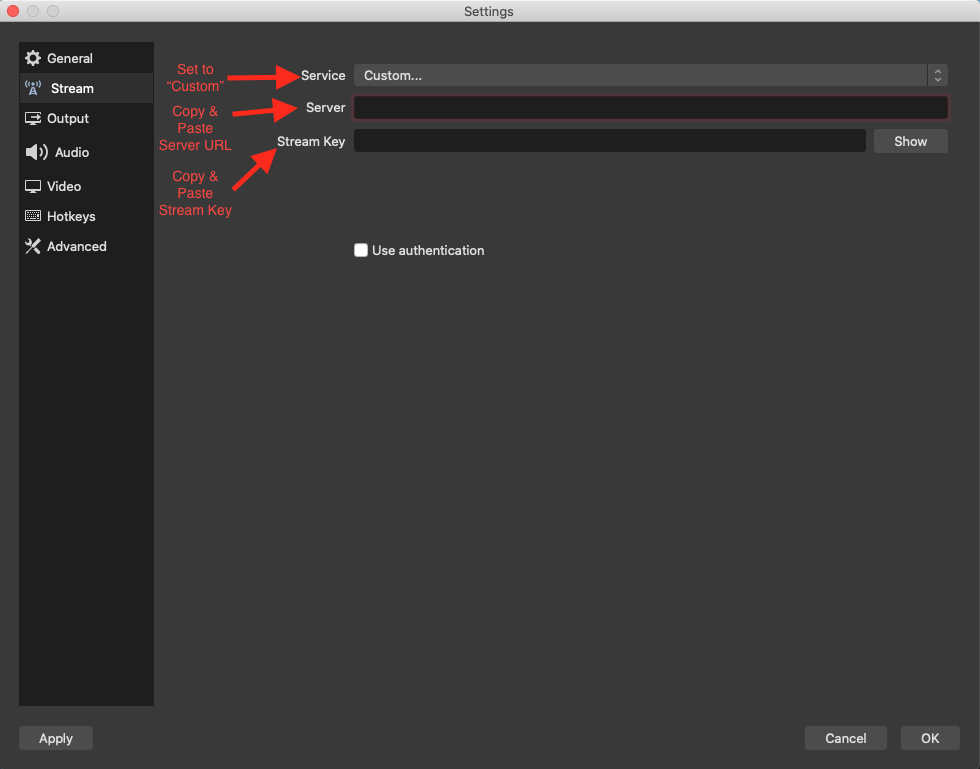 Settings
General
Stream
Output
Audio
Video
Hotkeys
Advanced
Set to
“Custom”
Copy &
Paste
Server URL
Copy &
Paste
Stream Key
Service
Custom...
Server
Stream Key
Show
Use authentication
Apply
Cancel
OK